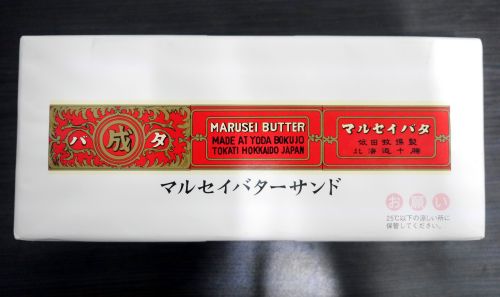 バ 成 タ
MARUSEI BUTTER
MADE AT YODA BOKUJO
TOKATI HOKKAIDO JAPAN
マルセイバタ
依田牧場製
北海道十勝
マルセイバターサンド
お願い
25℃以下の涼しい所に
保管してください。